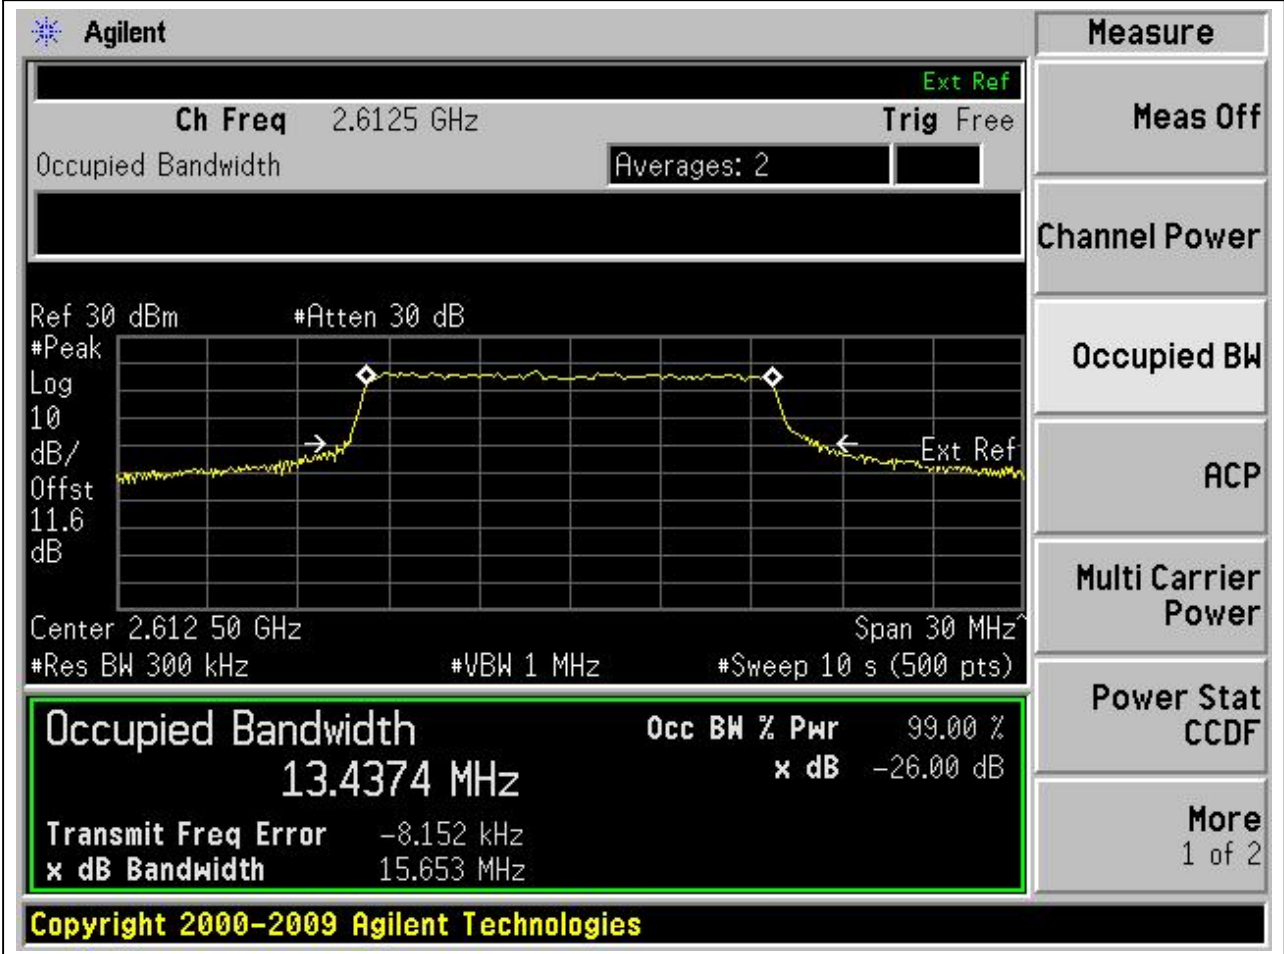 Agilent
Measure
Ext Ref
Ch Freq 2.6125 GHz Trig Free
Meas Off
Occupied Bandwidth Averages: 2
Channel Power
Ref 30 dBm #Atten 30 dB
#Peak
Log
10
dB/
Offst
11.6
dB
Ext Ref
Occupied BW
ACP
Center 2.612 50 GHz Span 30 MHz^
#Res BW 300 kHz #VBW 1 MHz #Sweep 10 s (500 pts)
Multi Carrier
Power
Occupied Bandwidth Occ BW % Pwr 99.00 %
13.4374 MHz x dB -26.00 dB
Power Stat
CCDF
Transmit Freq Error -8.152 kHz
x dB Bandwidth 15.653 MHz
More
1 of 2
Copyright 2000-2009 Agilent Technologies